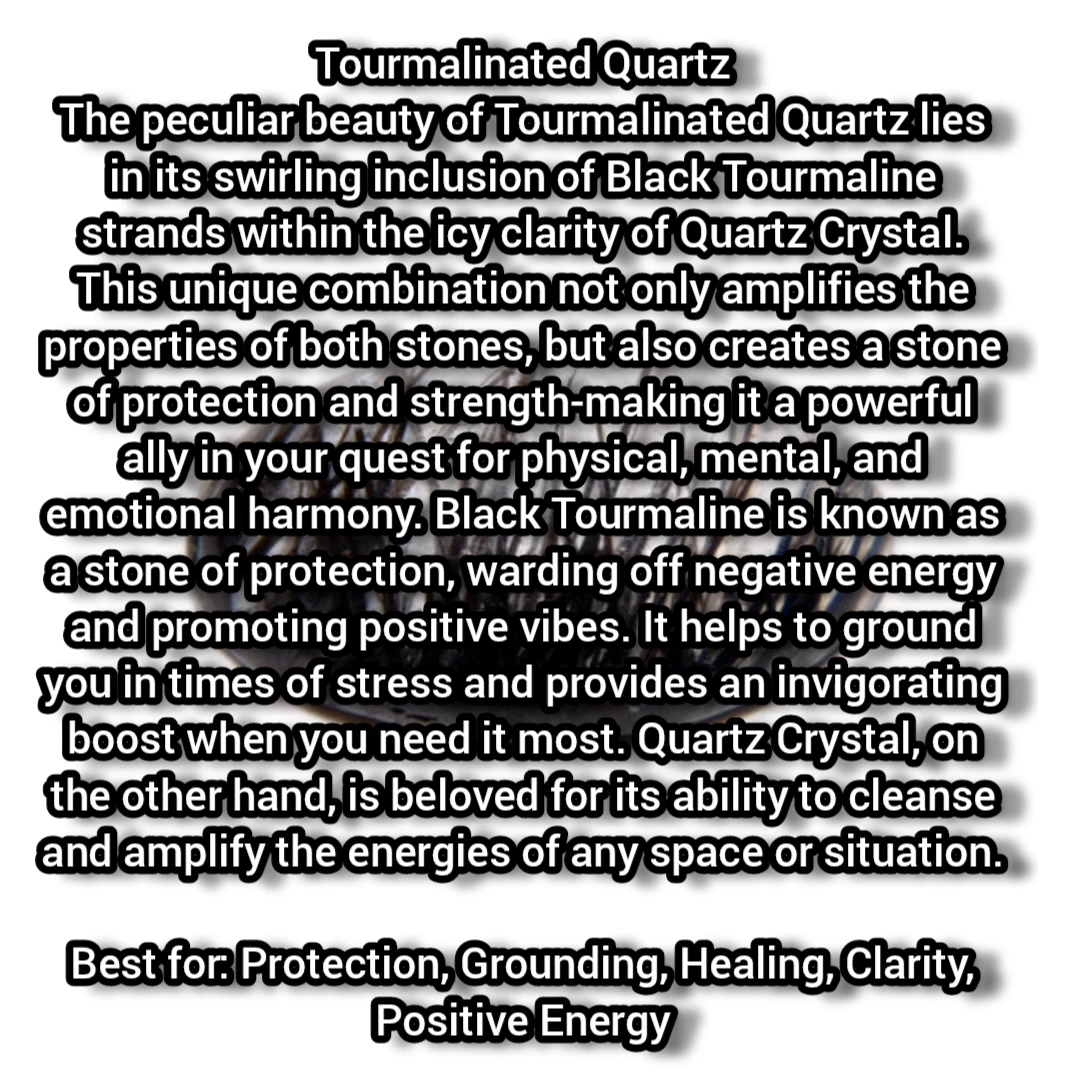 Tourmalinated Quartz
The peculiar beauty of Tourmalinated Quartz lies
in its swirling inclusion of Black Tourmaline
strands within the icy clarity of Quartz Crystal.
This unique combination not only amplifies the
properties of both stones, but also creates a stone
of protection and strength-making it a powerful
ally in your quest for physical, mental, and
emotional harmony. Black Tourmaline is known as
a stone of protection, warding off negative energy
and promoting positive vibes. It helps to ground
you in times of stress and provides an invigorating
boost when you need it most. Quartz Crystal, on
the other hand, is beloved for its ability to cleanse
and amplify the energies of any space or situation.
Best for: Protection, Grounding, Healing, Clarity,
Positive Energy